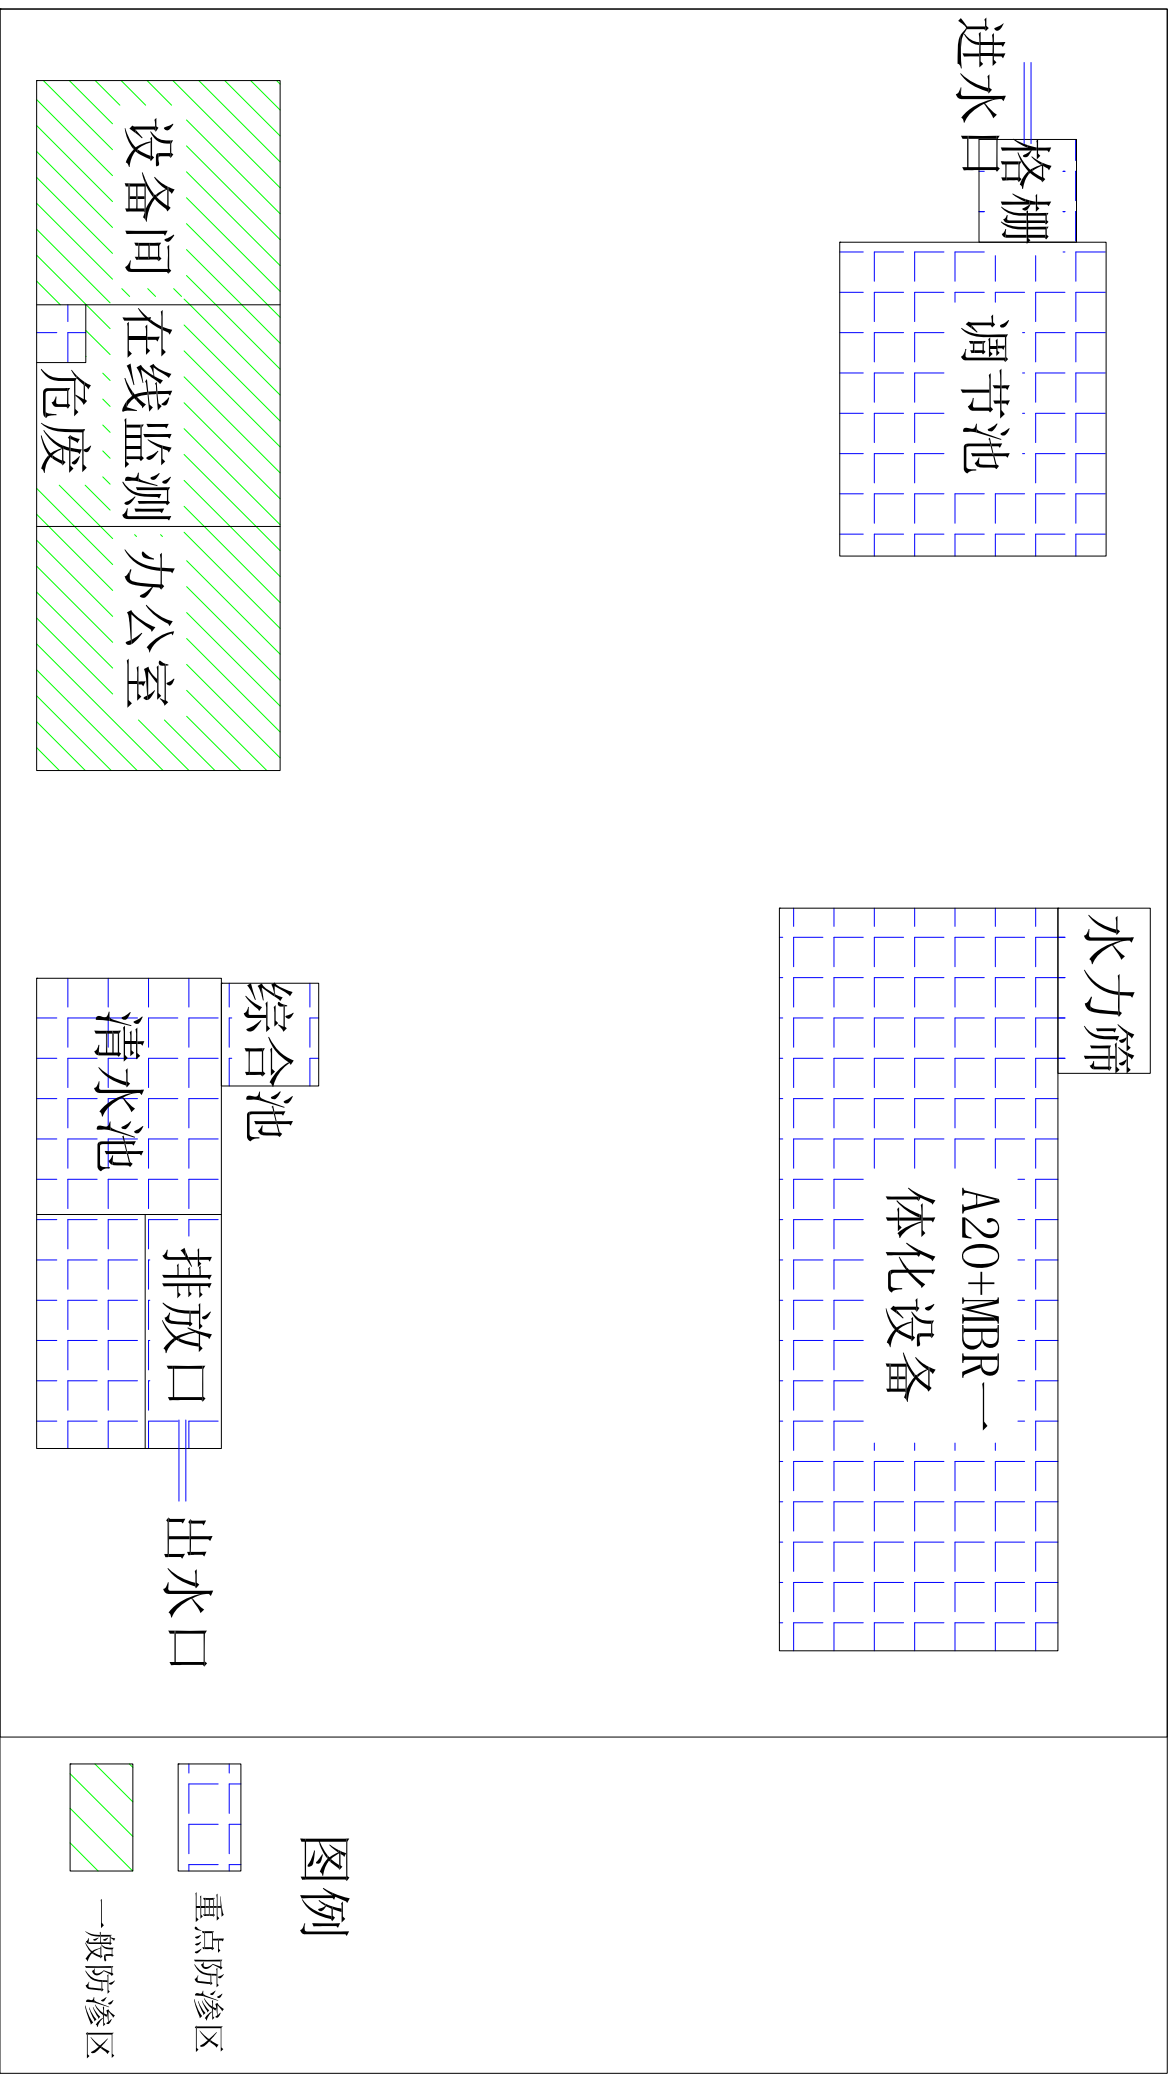 进水口
格栅
调节池
水力筛
A2O+MBR一
体化设备
设备间
在线监测
危废
办公室
综合池
清水池
排放口
出水口
图例
重点防渗区
一般防渗区